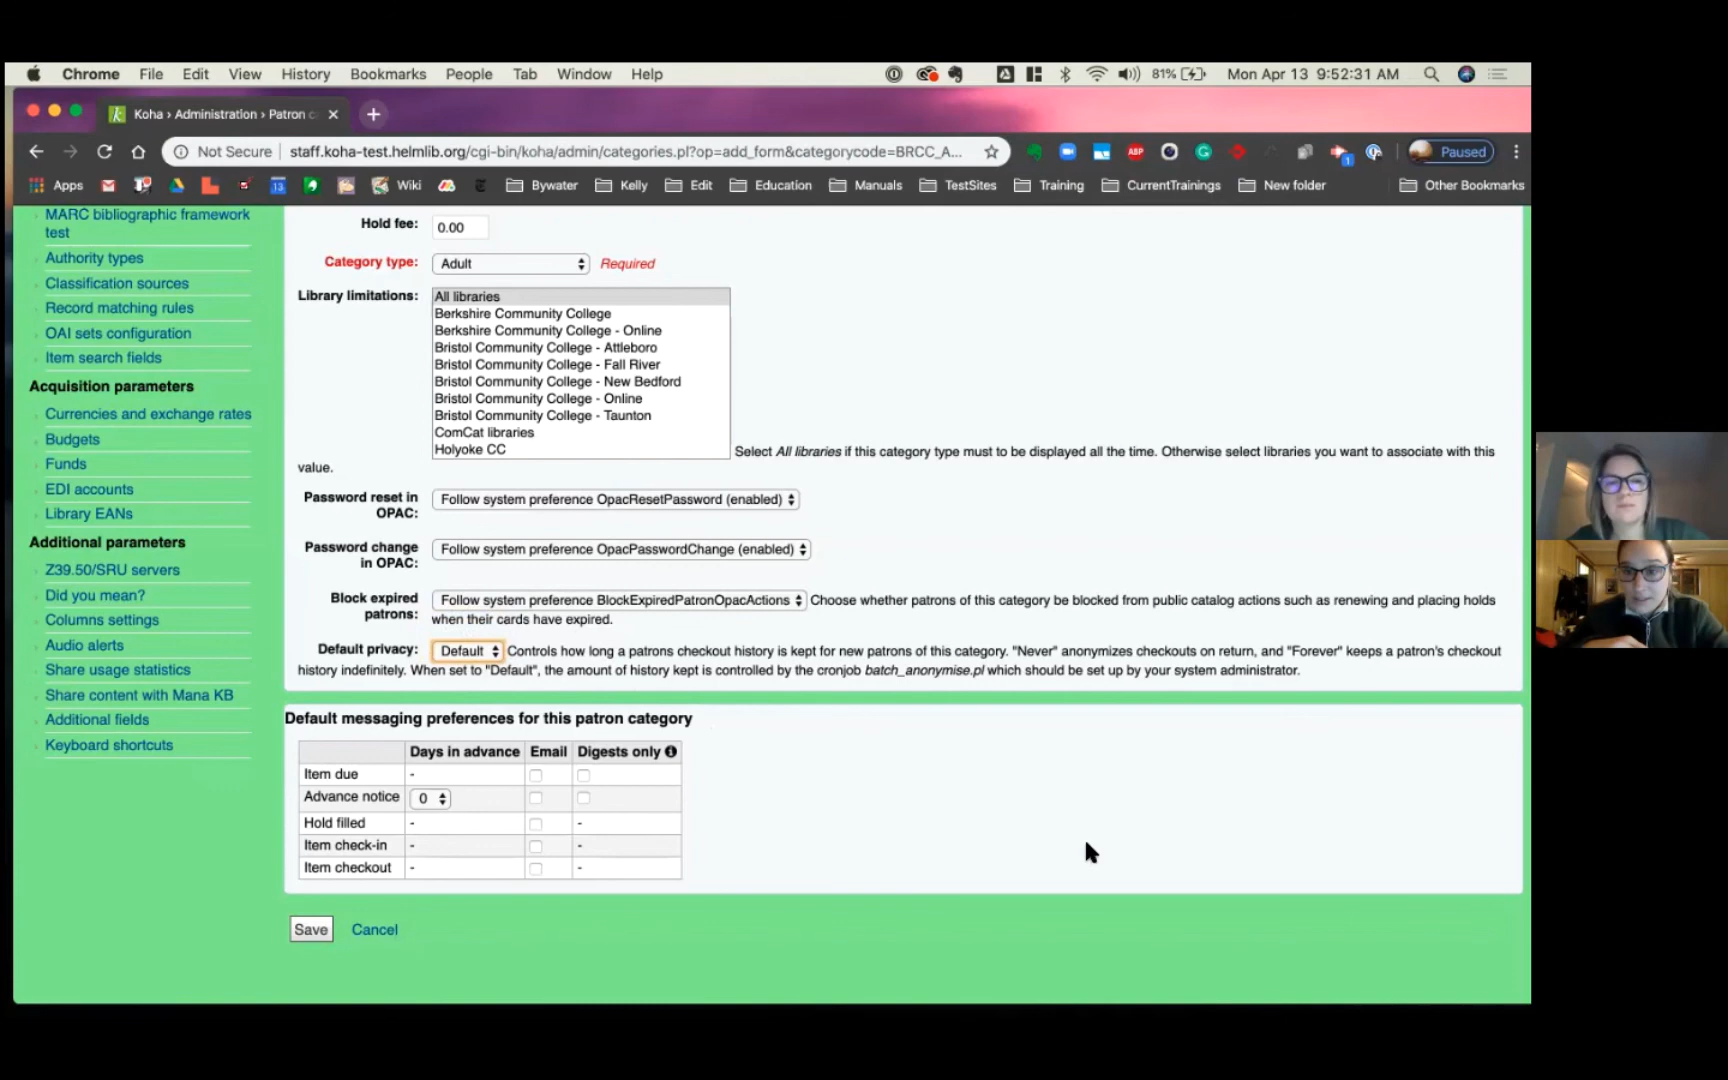 Chrome File Edit View History Bookmarks People Tab Window Help 81% Mon Apr 13 9:52:31 AM
Koha › Administration › Patron c
Not Secure staff.koha-test.helmlib.org/cgi-bin/koha/admin/categories.pl?op=add_form&categorycode=BRCC_A... ABP 1 Paused
Apps 13 Wiki Bywater Kelly Edit Education Manuals TestSites Training CurrentTrainings New folder Other Bookmarks
MARC bibliographic framework
test
Authority types
Classification sources
Record matching rules
OAI sets configuration
Item search fields
Acquisition parameters
Currencies and exchange rates
Budgets
Funds
EDI accounts
Library EANs
Additional parameters
Z39.50/SRU servers
Did you mean?
Columns settings
Audio alerts
Share usage statistics
Share content with Mana KB
Additional fields
Keyboard shortcuts
Hold fee: 0.00
Category type: Adult Required
Library limitations: All libraries
Berkshire Community College
Berkshire Community College - Online
Bristol Community College - Attleboro
Bristol Community College - Fall River
Bristol Community College - New Bedford
Bristol Community College - Online
Bristol Community College - Taunton
ComCat libraries
Holyoke CC
Select All libraries if this category type must to be displayed all the time. Otherwise select libraries you want to associate with this
value.
Password reset in
OPAC: Follow system preference OpacResetPassword (enabled)
Password change
in OPAC: Follow system preference OpacPasswordChange (enabled)
Block expired
patrons: Follow system preference BlockExpiredPatronOpacActions Choose whether patrons of this category be blocked from public catalog actions such as renewing and placing holds
when their cards have expired.
Default privacy: Default Controls how long a patrons checkout history is kept for new patrons of this category. "Never" anonymizes checkouts on return, and "Forever" keeps a patron's checkout
history indefinitely. When set to "Default", the amount of history kept is controlled by the cronjob batch_anonymise.pl which should be set up by your system administrator.
Default messaging preferences for this patron category
Days in advance Email Digests only
Item due -
Advance notice 0
Hold filled - -
Item check-in - -
Item checkout - -
Save Cancel